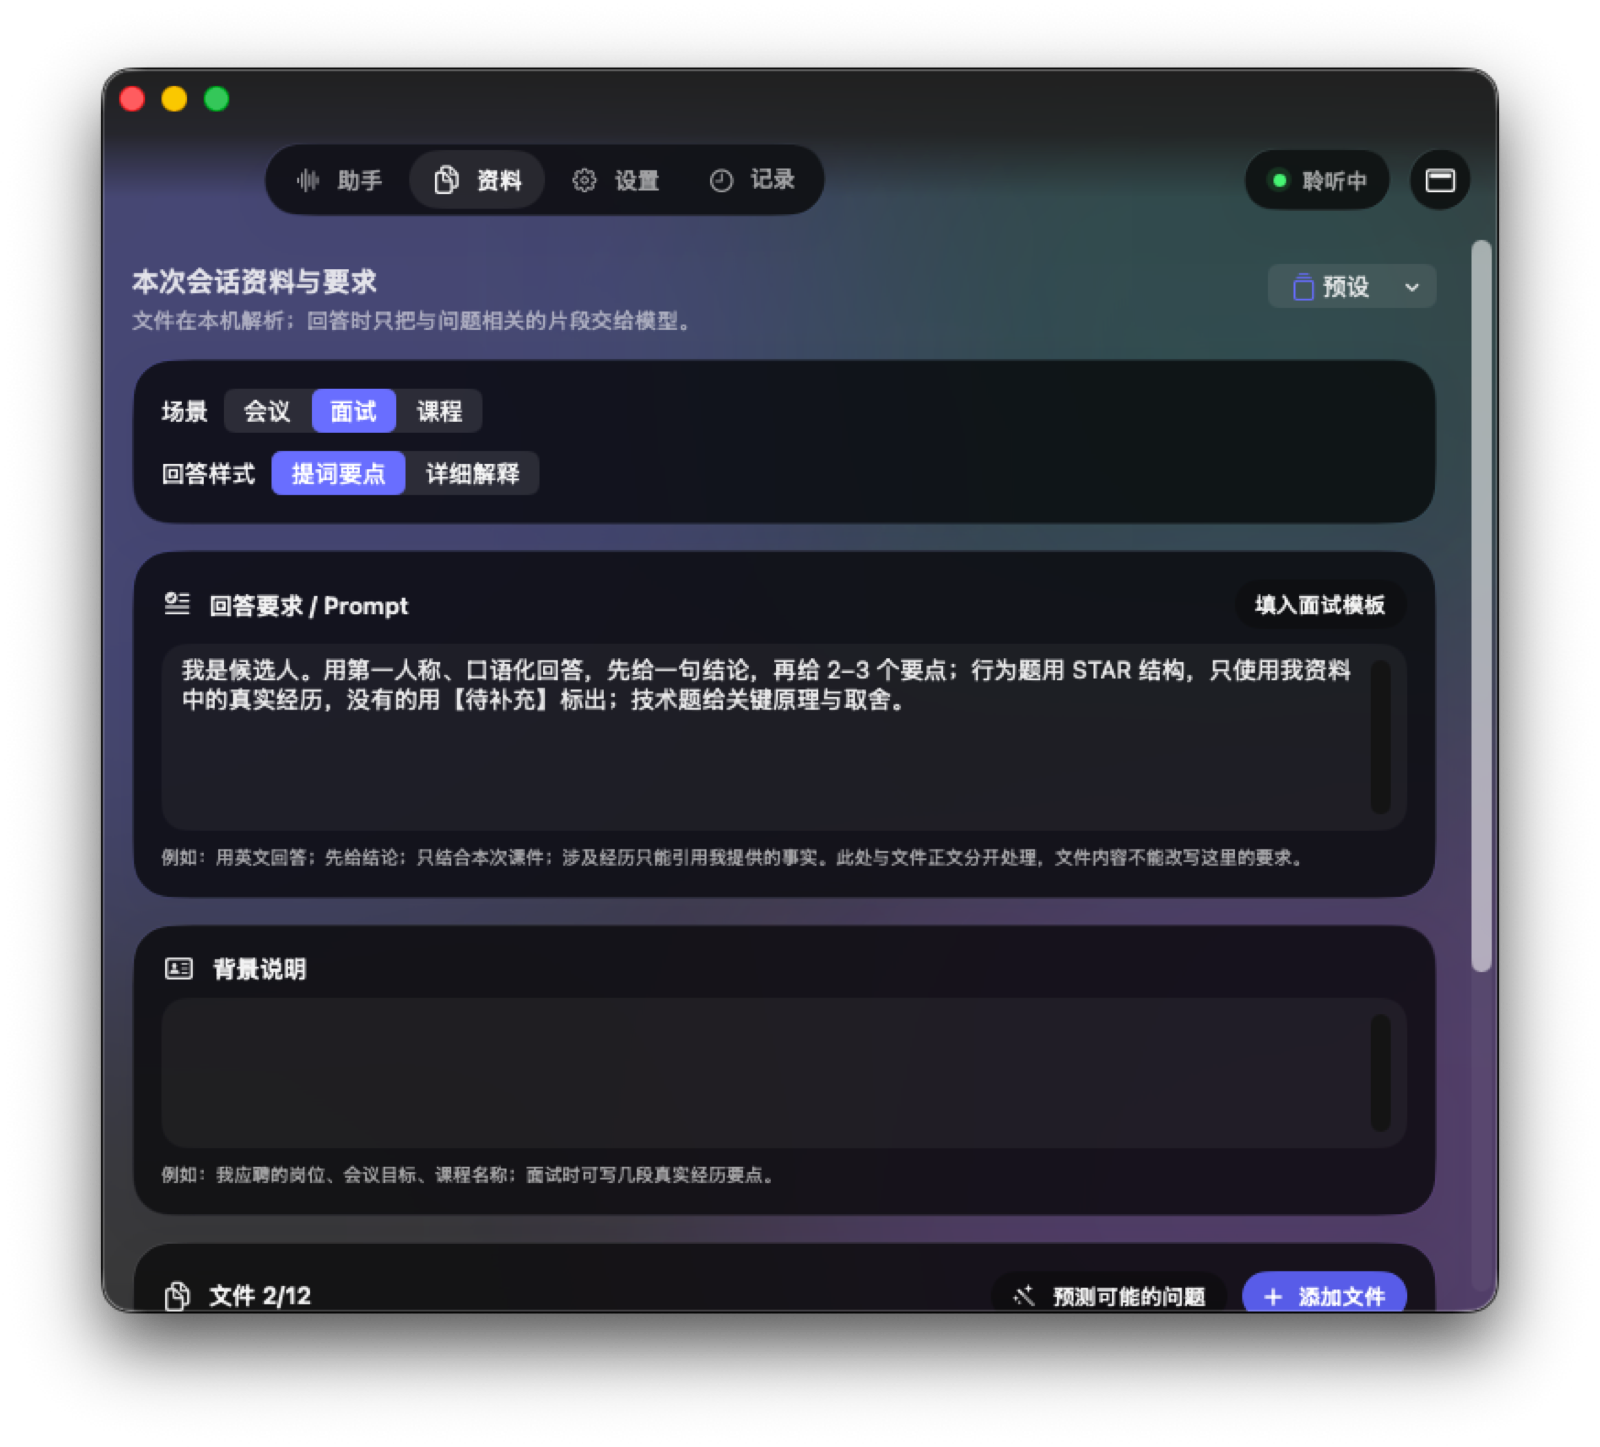 助手
资料
设置
记录
聆听中
本次会话资料与要求
预设
文件在本机解析；回答时只把与问题相关的片段交给模型。
场景 会议 面试 课程
回答样式 提词要点 详细解释
回答要求 / Prompt
填入面试模板
我是候选人。用第一人称、口语化回答，先给一句结论，再给 2–3 个要点；行为题用 STAR 结构，只使用我资料
中的真实经历，没有的用【待补充】标出；技术题给关键原理与取舍。
例如：用英文回答；先给结论；只结合本次课件；涉及经历只能引用我提供的事实。此处与文件正文分开处理，文件内容不能改写这里的要求。
背景说明
例如：我应聘的岗位、会议目标、课程名称；面试时可写几段真实经历要点。
文件 2/12
预测可能的问题
+ 添加文件